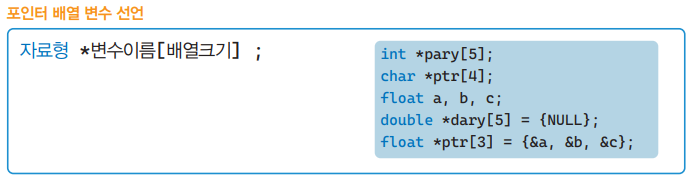 포인터 배열 변수 선언
자료형 *변수이름[배열크기] ;
int *pary[5];
char *ptr[4];
float a, b, c;
double *dary[5] = {NULL};
float *ptr[3] = {&a, &b, &c};